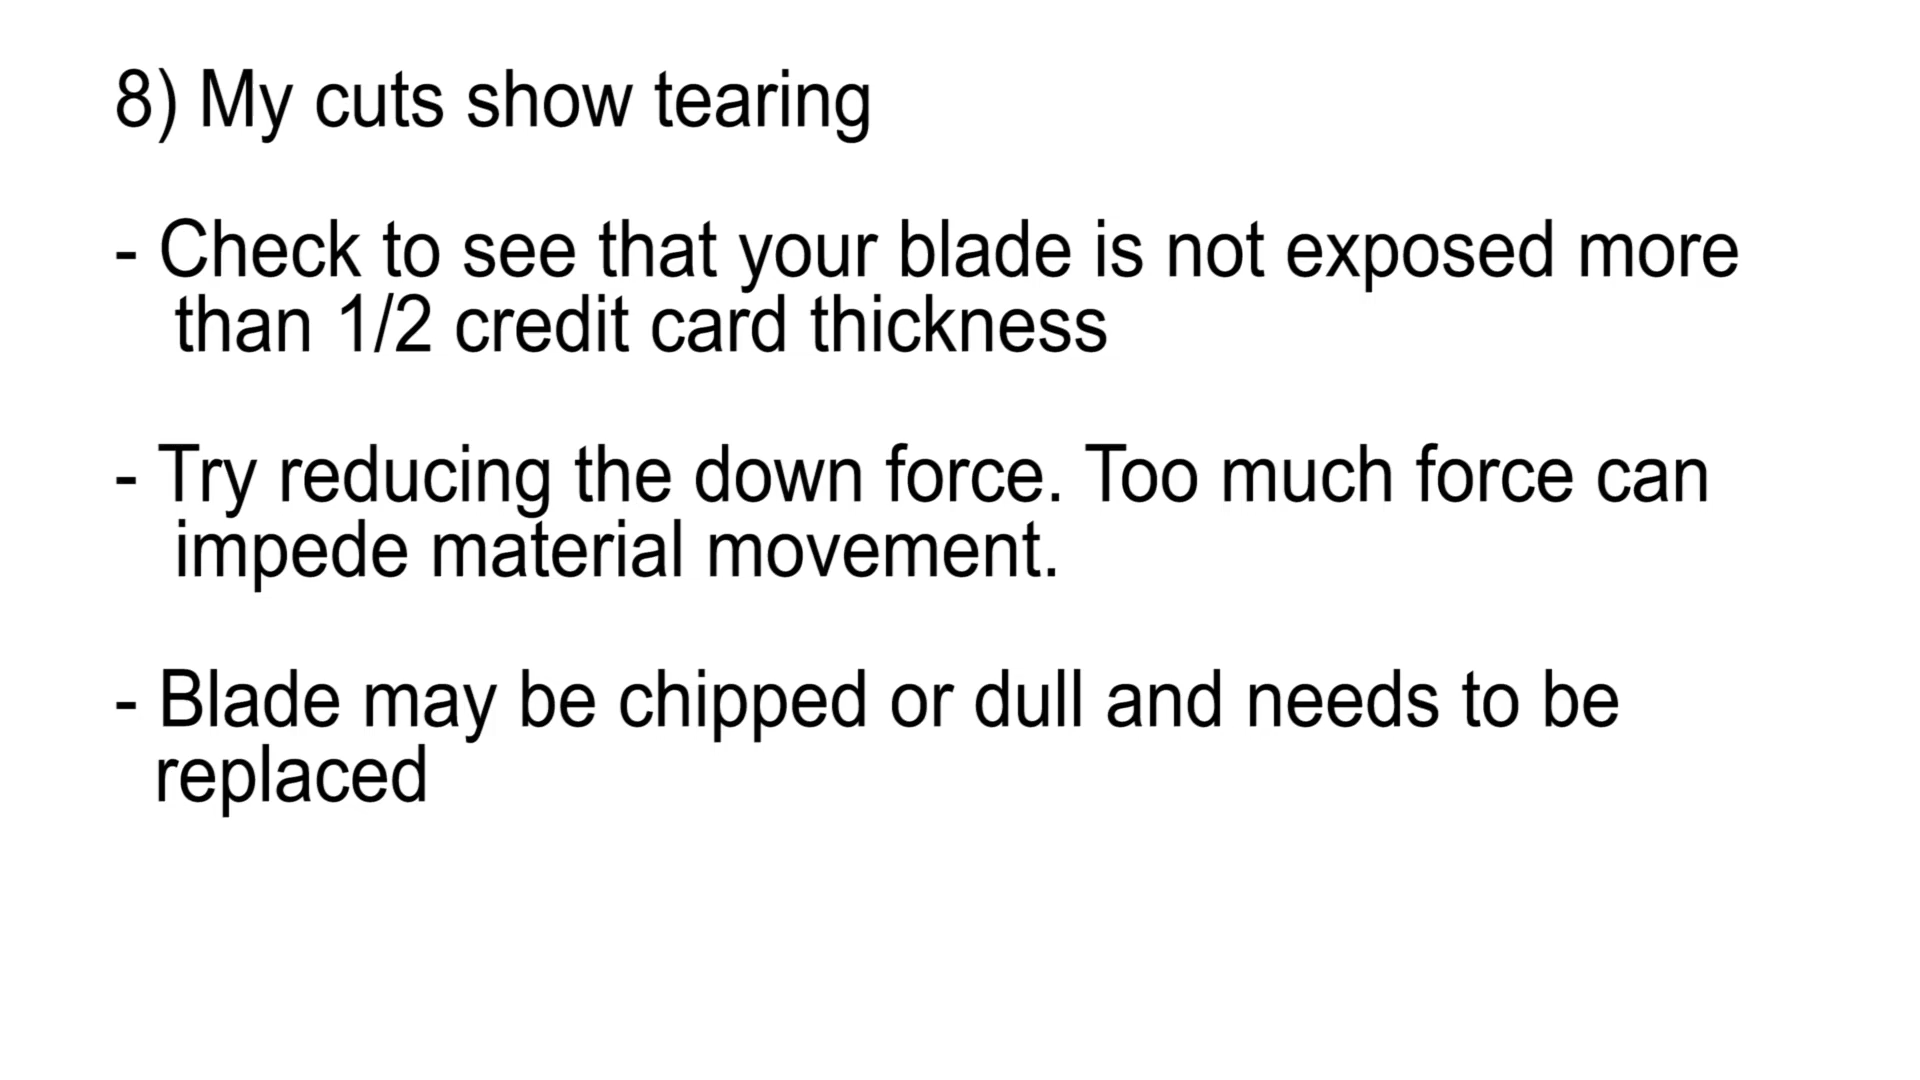 8) My cuts show tearing
- Check to see that your blade is not exposed more
than 1/2 credit card thickness
- Try reducing the down force. Too much force can
impede material movement.
- Blade may be chipped or dull and needs to be
replaced